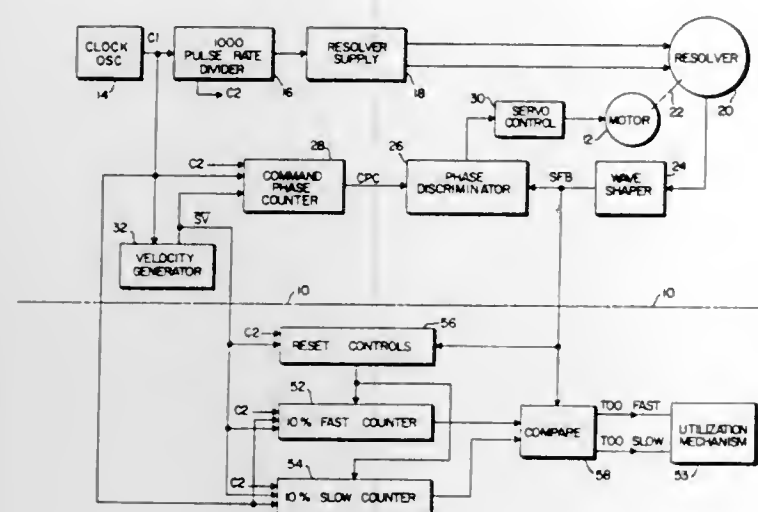 CLOCK
OSC
14
C1
1000
PULSE RATE
DIVIDER
16
C2
RESOLVER
SUPPLY
18
RESOLVER
20
22
30
SERVO
CONTROL
12
MOTOR
C2
28
COMMAND
PHASE
COUNTER
CPC
26
PHASE
DISCRIMINATOR
SFB
24
WAVE
SHAPER
SV
32
VELOCITY
GENERATOR
10
10
C2
56
RESET CONTROLS
52
C2
10% FAST COUNTER
54
C2
10% SLOW COUNTER
COMPARE
58
TOO FAST
TOO SLOW
UTILIZATION
MECHANISM
53